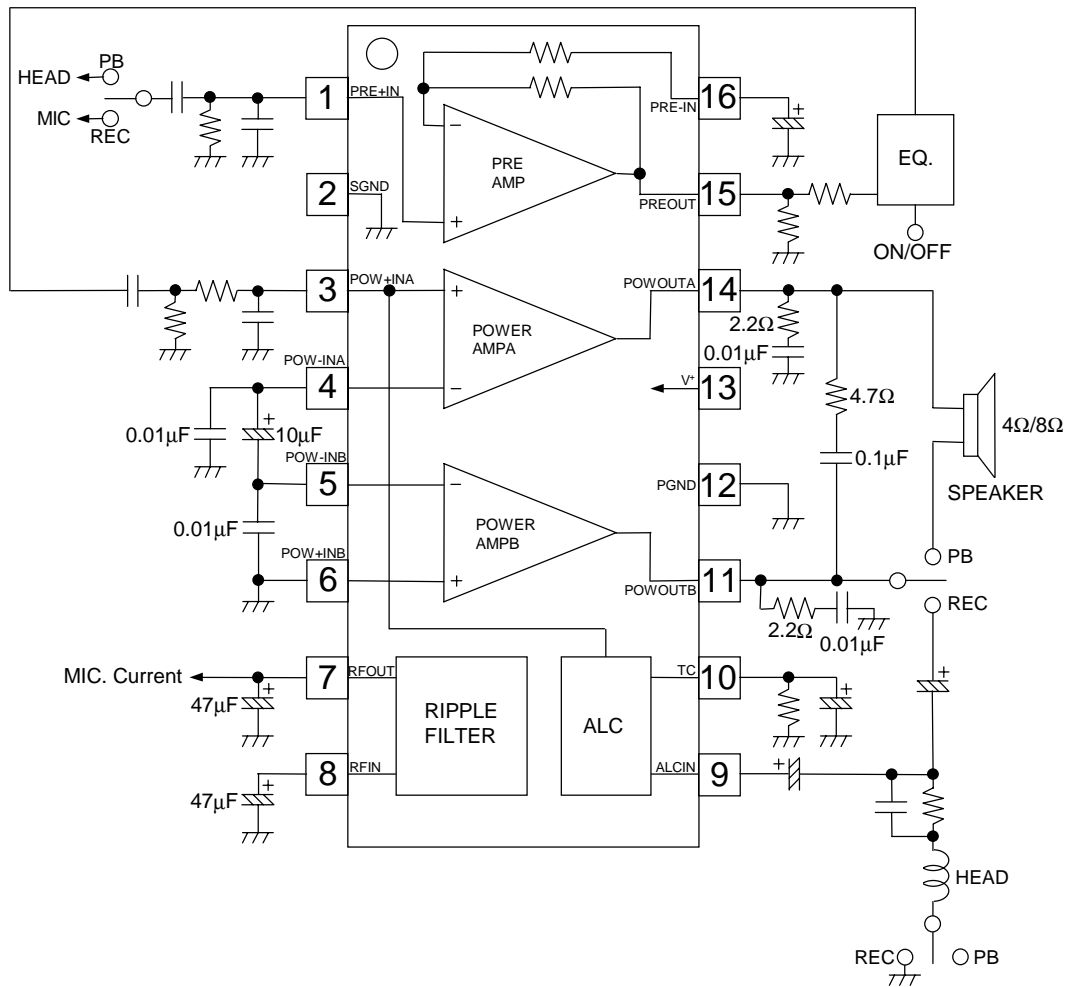 PB
HEAD
MIC
REC
1
PRE+IN
2
SGND
3
POW+INA
POW-INA
4
0.01µF
10µF
POW-INB
5
0.01µF
POW+INB
6
MIC. Current
7
RFOUT
47µF
8
RFIN
47µF
PRE
AMP
−
+
+
POWER
AMPA
−
−
POWER
AMPB
+
RIPPLE
FILTER
ALC
16
PRE-IN
+
15
PREOUT
EQ.
ON/OFF
POWOUTA
14
2.2Ω
0.01µF
V+
13
4.7Ω
0.1µF
4Ω/8Ω
SPEAKER
PGND
12
PB
11
POWOUTB
REC
2.2Ω
0.01µF
TC
10
+
+
ALCIN
9
+
HEAD
REC
PB
+
+
+